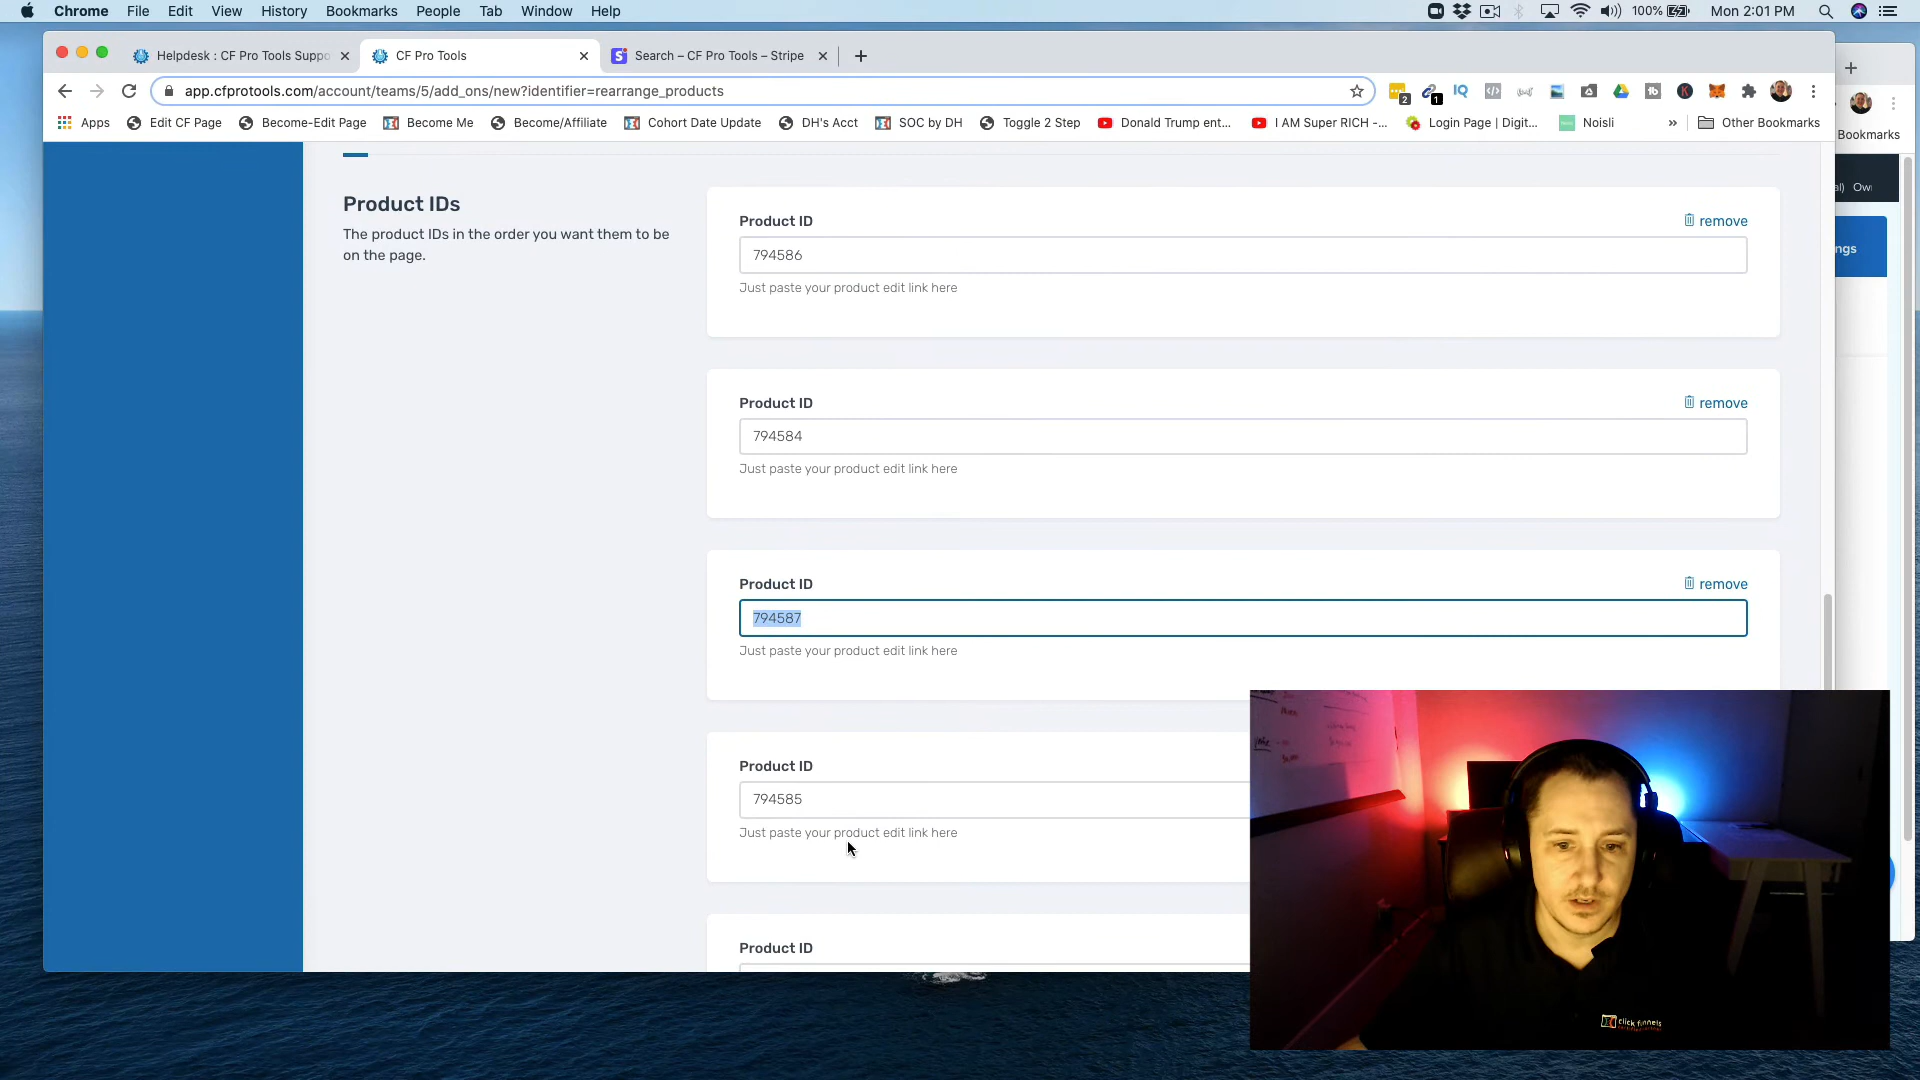 Chrome File Edit View History Bookmarks People Tab Window Help
100% Mon 2:01 PM
Helpdesk : CF Pro Tools Suppo
CF Pro Tools
Search – CF Pro Tools – Stripe
app.cfprotools.com/account/teams/5/add_ons/new?identifier=rearrange_products
2
1
Apps Edit CF Page Become-Edit Page Become Me Become/Affiliate Cohort Date Update DH's Acct SOC by DH Toggle 2 Step Donald Trump ent... I AM Super RICH -... Login Page | Digit... Noisli » Other Bookmarks
Bookmarks
al) Own
ngs
Product IDs
The product IDs in the order you want them to be
on the page.
Product ID
remove
794586
Just paste your product edit link here
Product ID
remove
794584
Just paste your product edit link here
Product ID
remove
794587
Just paste your product edit link here
Product ID
794585
Just paste your product edit link here
Product ID
click funnels